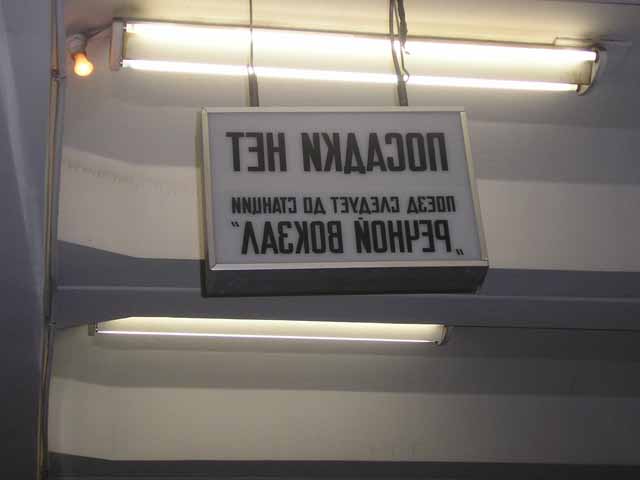 ПОСАДКИ НЕТ
ПОЕЗД СЛЕДУЕТ ДО СТАНЦИИ
„РЕЧНОЙ ВОКЗАЛ"